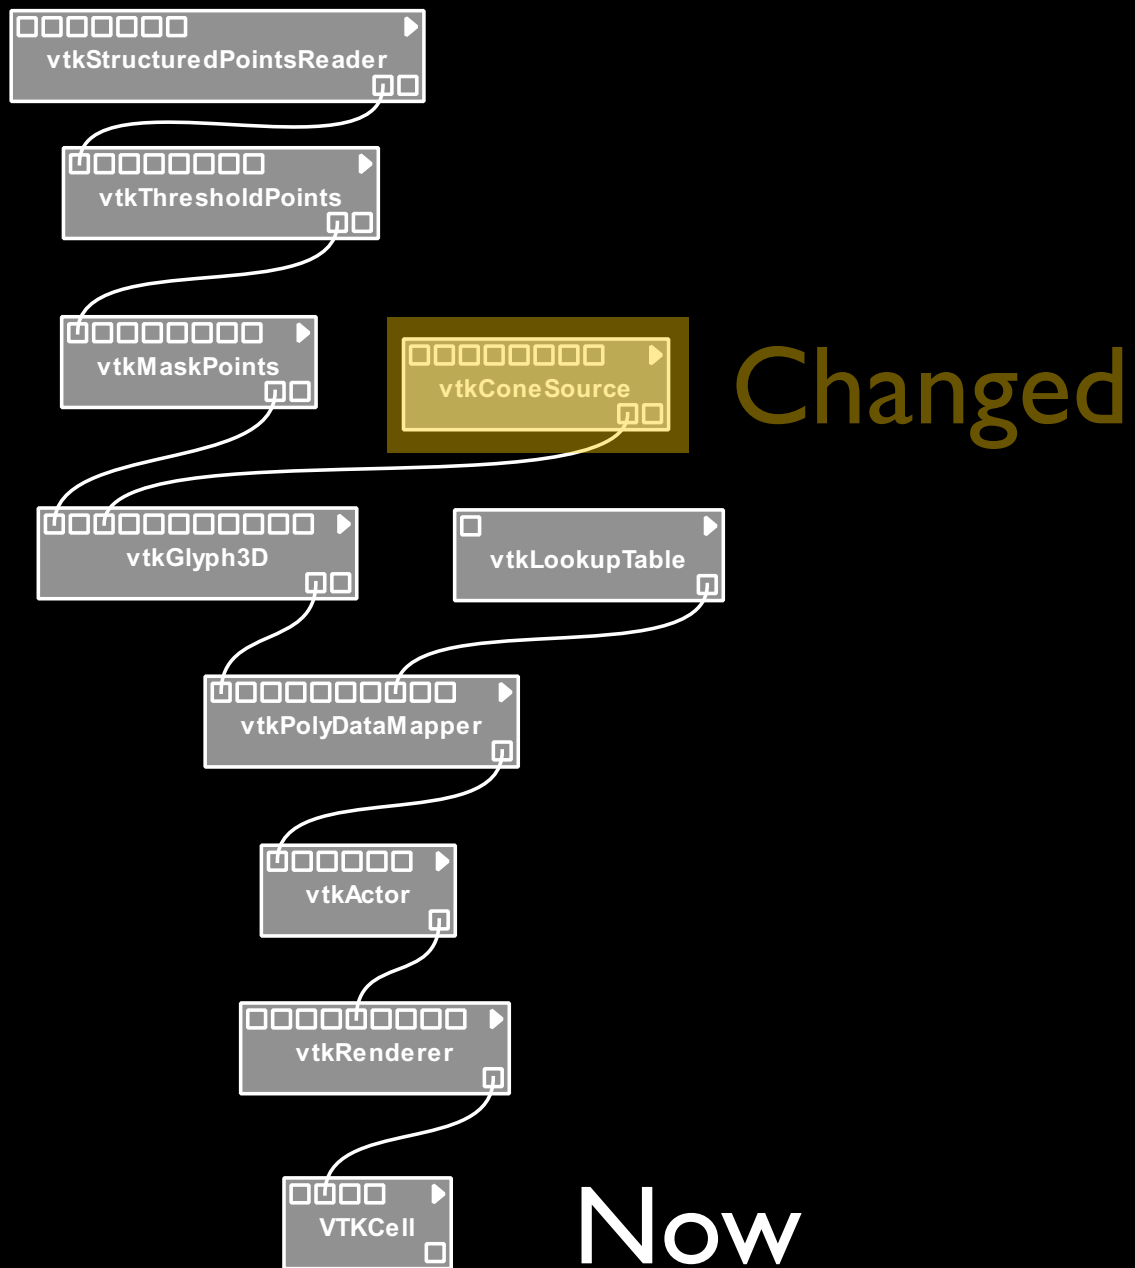 vtkStructuredPointsReader
vtkThresholdPoints
vtkMaskPoints
vtkConeSource
Changed
vtkGlyph3D
vtkLookupTable
vtkPolyDataMapper
vtkActor
vtkRenderer
VTKCell
Now